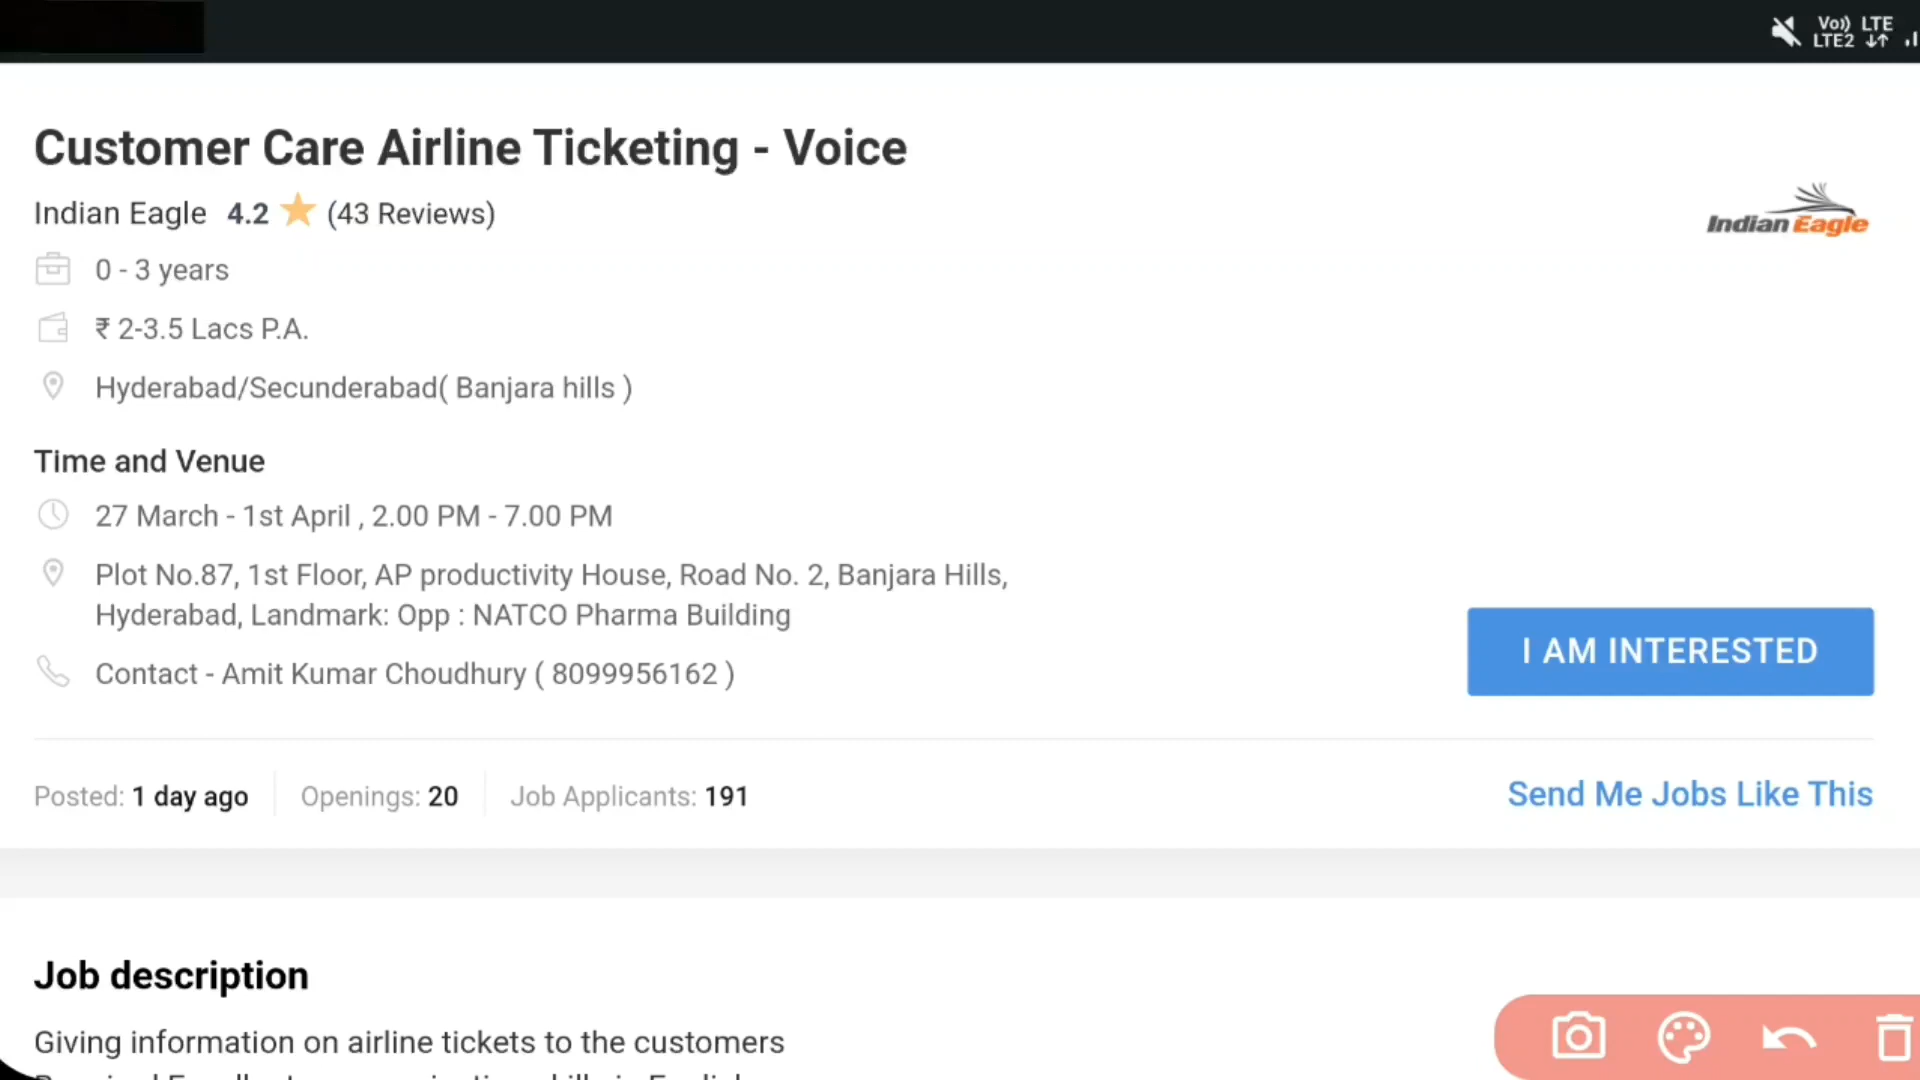 Vo)) LTE
LTE2
Customer Care Airline Ticketing - Voice
Indian Eagle 4.2 (43 Reviews)
Indian Eagle
0 - 3 years
₹ 2-3.5 Lacs P.A.
Hyderabad/Secunderabad( Banjara hills )
Time and Venue
27 March - 1st April , 2.00 PM - 7.00 PM
Plot No.87, 1st Floor, AP productivity House, Road No. 2, Banjara Hills,
Hyderabad, Landmark: Opp : NATCO Pharma Building
Contact - Amit Kumar Choudhury ( 8099956162 )
I AM INTERESTED
Posted: 1 day ago Openings: 20 Job Applicants: 191
Send Me Jobs Like This
Job description
Giving information on airline tickets to the customers